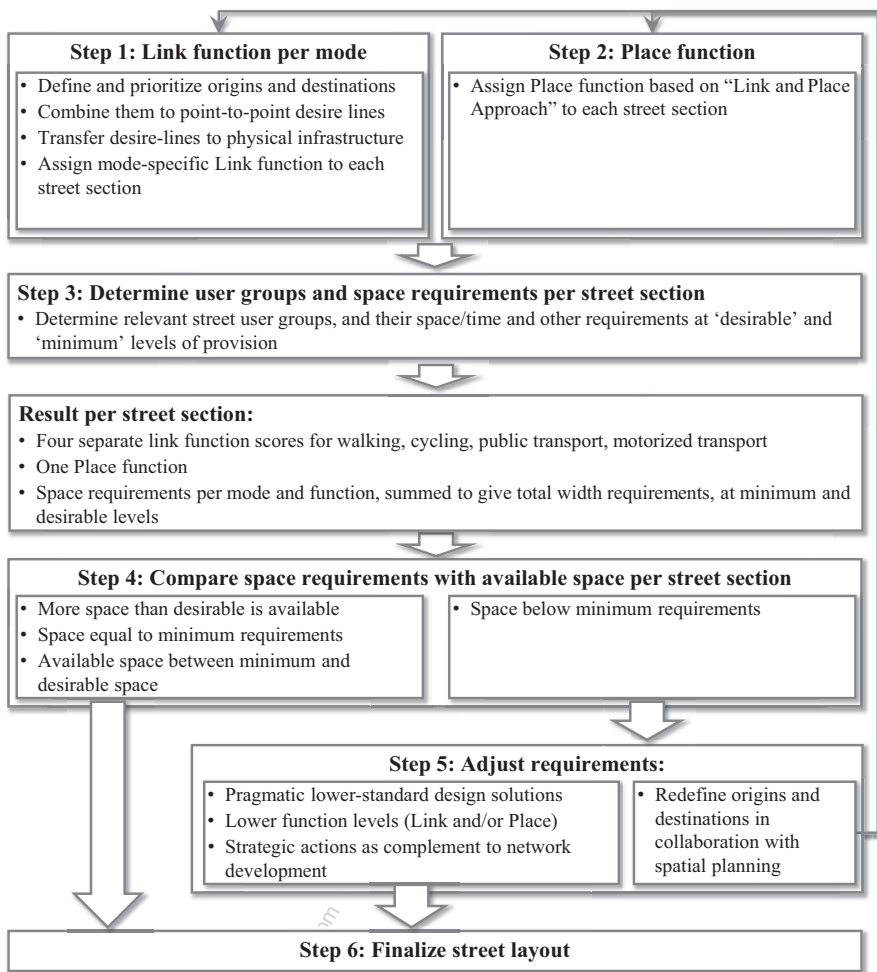 Step 1: Link function per mode
• Define and prioritize origins and destinations
• Combine them to point-to-point desire lines
• Transfer desire-lines to physical infrastructure
• Assign mode-specific Link function to each
street section
Step 2: Place function
• Assign Place function based on “Link and Place
Approach” to each street section
Step 3: Determine user groups and space requirements per street section
• Determine relevant street user groups, and their space/time and other requirements at ‘desirable’ and
‘minimum’ levels of provision
Result per street section:
• Four separate link function scores for walking, cycling, public transport, motorized transport
• One Place function
• Space requirements per mode and function, summed to give total width requirements, at minimum and
desirable levels
Step 4: Compare space requirements with available space per street section
• More space than desirable is available
• Space equal to minimum requirements
• Available space between minimum and
desirable space
• Space below minimum requirements
Step 5: Adjust requirements:
• Pragmatic lower-standard design solutions
• Lower function levels (Link and/or Place)
• Strategic actions as complement to network
development
• Redefine origins and
destinations in
collaboration with
spatial planning
om
Step 6: Finalize street layout